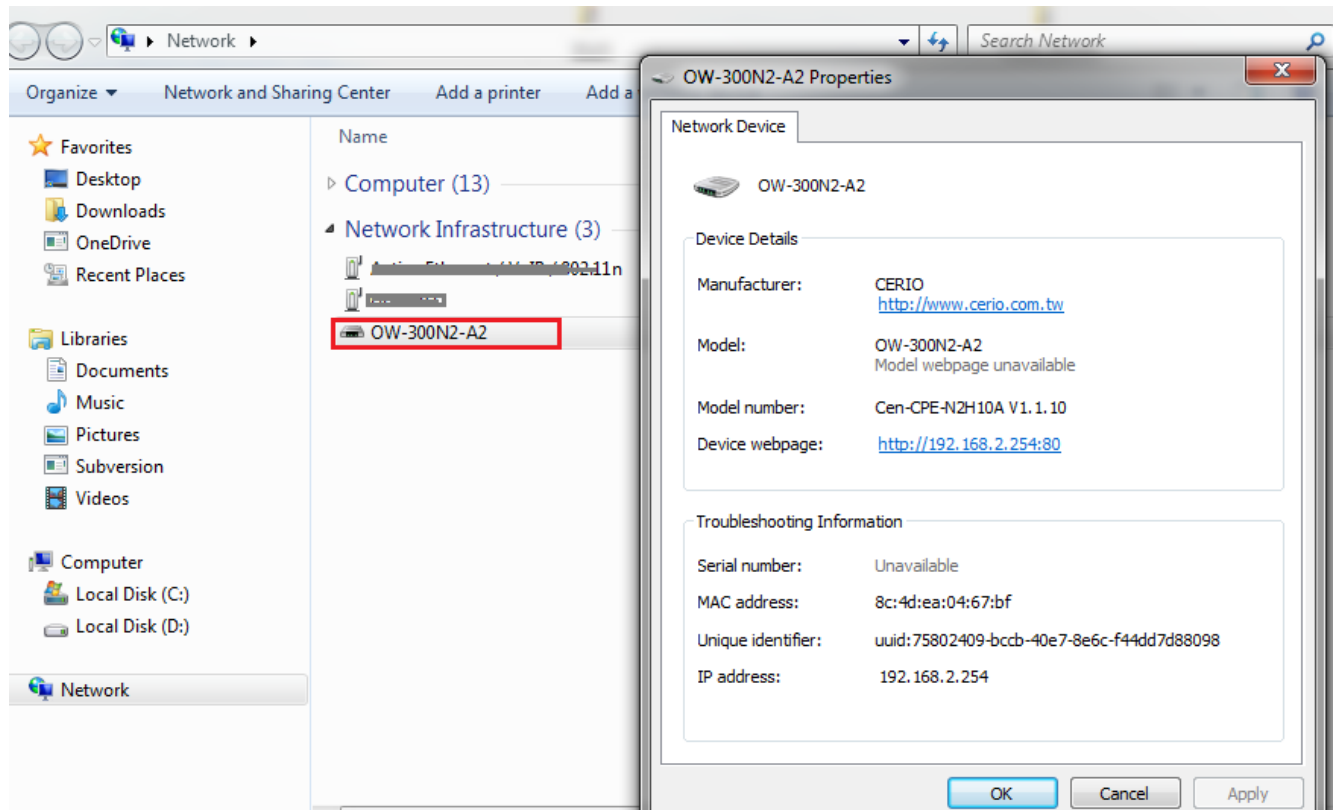 Network
Search Network
Organize
Network and Sharing Center
Add a printer
Add a
Favorites
Desktop
Downloads
OneDrive
Recent Places
Libraries
Documents
Music
Pictures
Subversion
Videos
Computer
Local Disk (C:)
Local Disk (D:)
Network
Name
Computer (13)
Network Infrastructure (3)
802.11n
OW-300N2-A2
OW-300N2-A2 Properties
Network Device
OW-300N2-A2
Device Details
Manufacturer: CERIO
http://www.cerio.com.tw
Model: OW-300N2-A2
Model webpage unavailable
Model number: Cen-CPE-N2H10A V1.1.10
Device webpage: http://192.168.2.254:80
Troubleshooting Information
Serial number: Unavailable
MAC address: 8c:4d:ea:04:67:bf
Unique identifier: uuid:75802409-bccb-40e7-8e6c-f44dd7d88098
IP address: 192.168.2.254
OK
Cancel
Apply